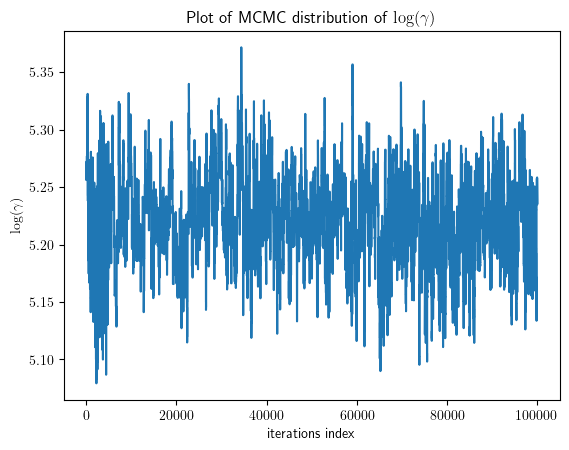 Plot of MCMC distribution of log(γ)
log(γ)
5.35
5.30
5.25
5.20
5.15
5.10
0 20000 40000 60000 80000 100000
iterations index